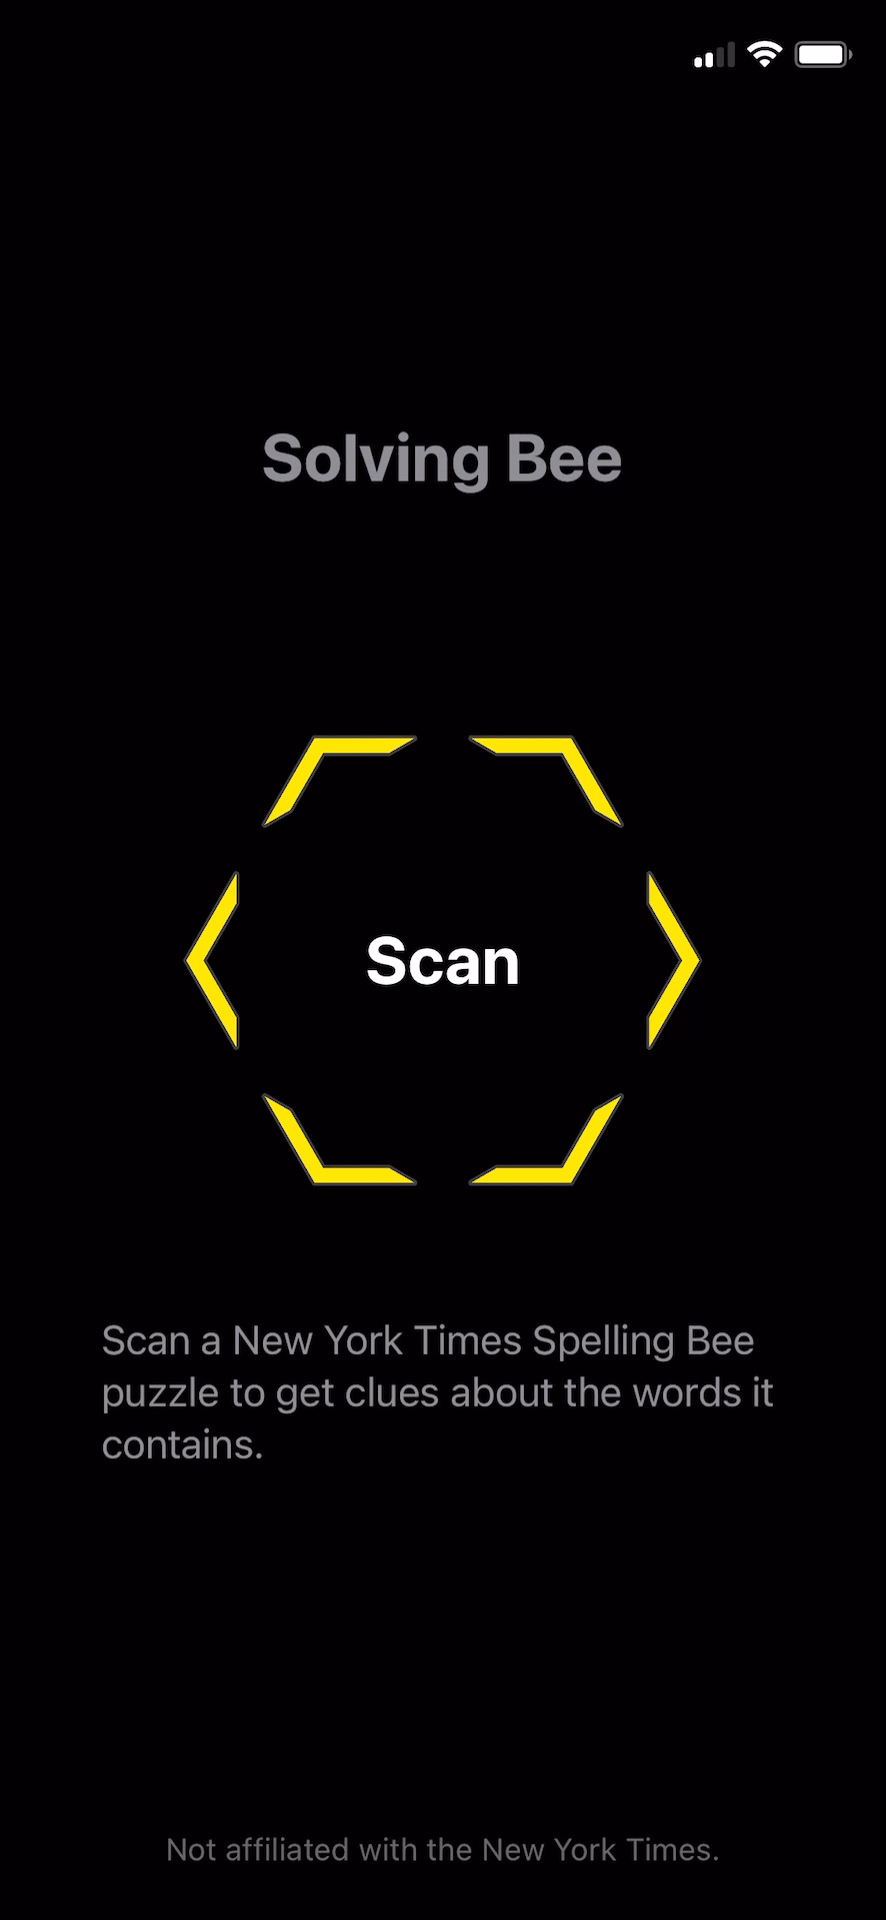 Solving Bee
Scan
Scan a New York Times Spelling Bee
puzzle to get clues about the words it
contains.
Not affiliated with the New York Times.